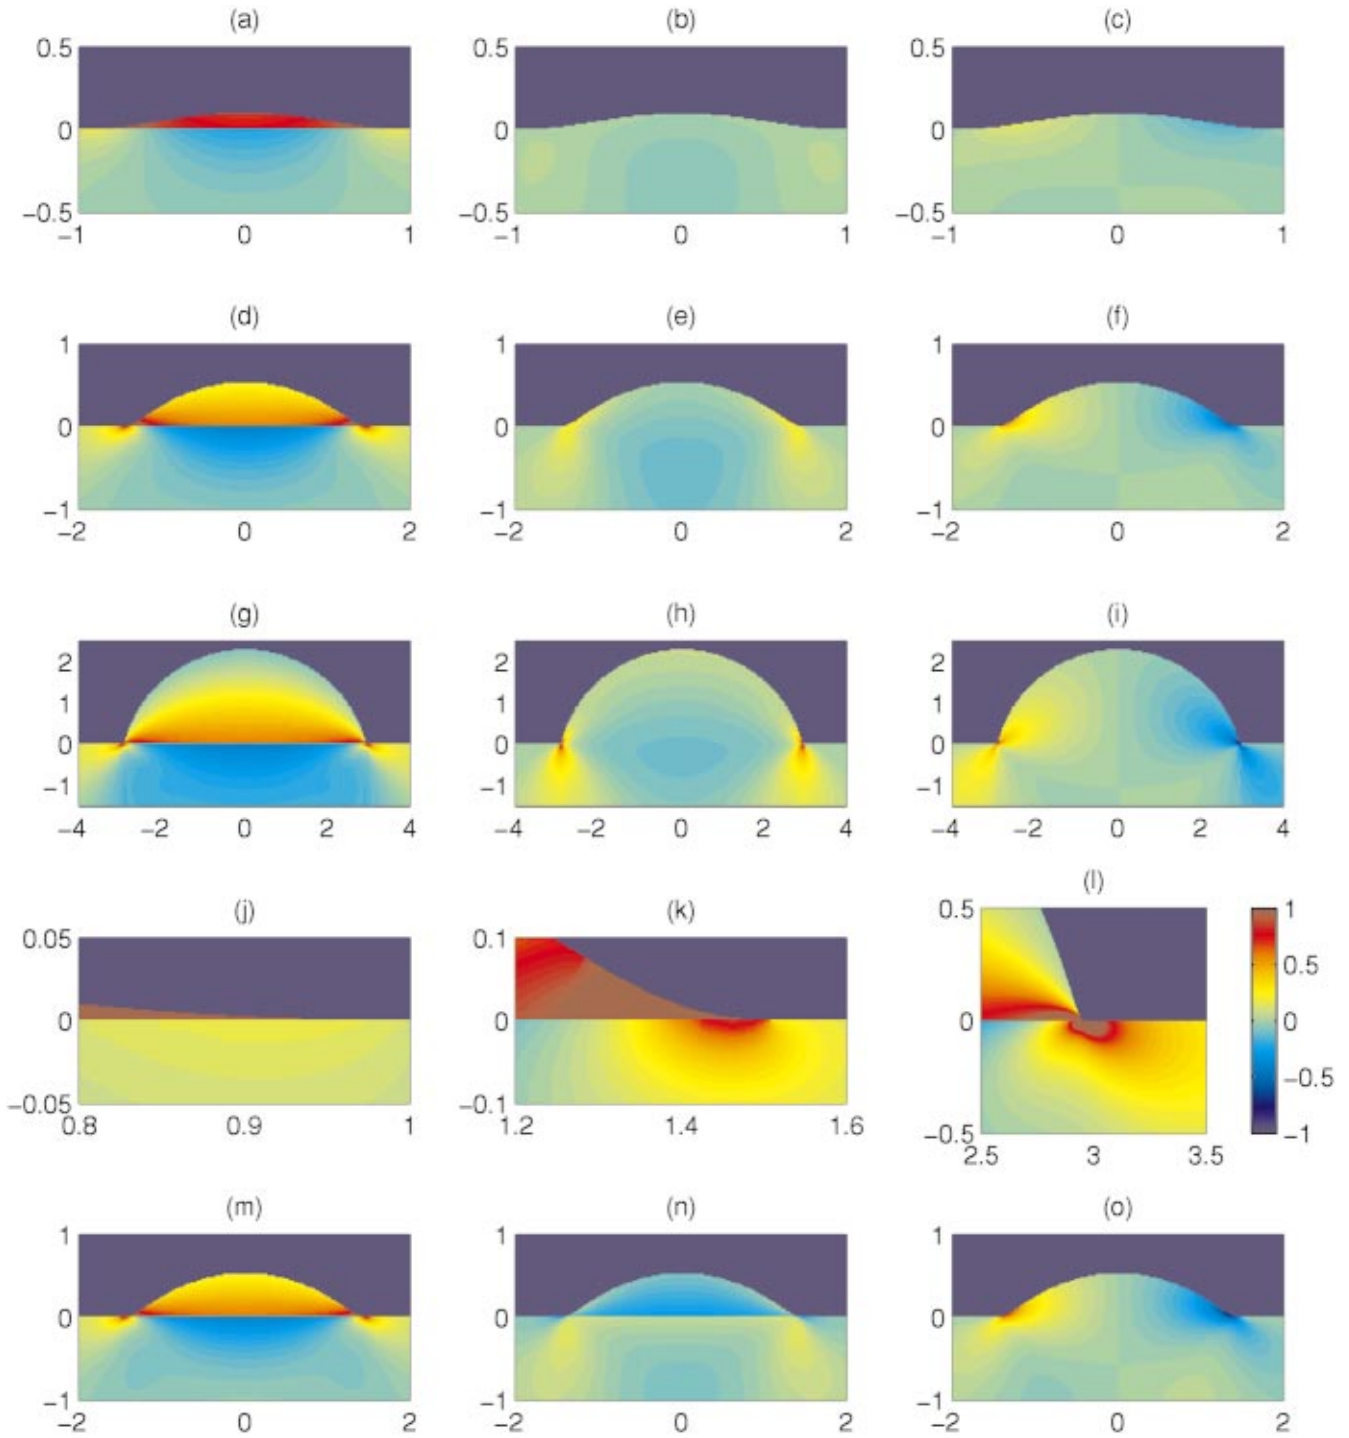 (a) (b) (c)
0.5 0.5 0.5
0 0 0
−0.5 −0.5 −0.5
−1 0 1 −1 0 1 −1 0 1
(d) (e) (f)
1 1 1
0 0 0
−1 −1 −1
−2 0 2 −2 0 2 −2 0 2
(g) (h) (i)
2 2 2
1 1 1
0 0 0
−1 −1 −1
−4 −2 0 2 4 −4 −2 0 2 4 −4 −2 0 2 4
(j) (k) (l)
0.05 0.1 0.5 1
0.5
0 0 0 0
−0.5
−0.05 −0.1 −0.5 −1
0.8 0.9 1 1.2 1.4 1.6 2.5 3 3.5
(m) (n) (o)
1 1 1
0 0 0
−1 −1 −1
−2 0 2 −2 0 2 −2 0 2